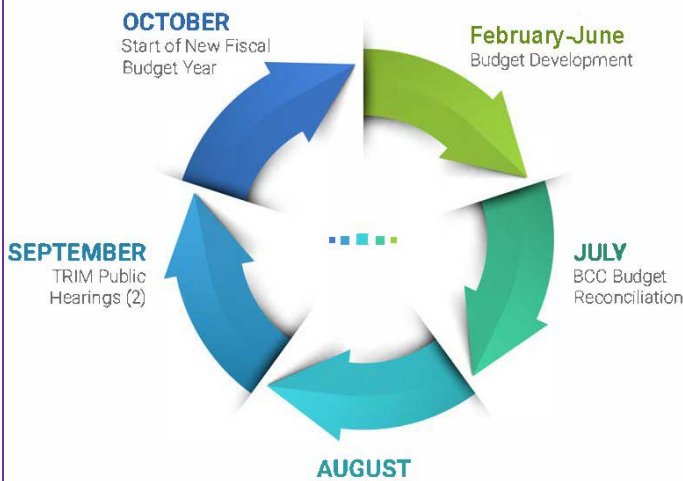 OCTOBER
Start of New Fiscal
Budget Year
February-June
Budget Development
JULY
BCC Budget
Reconciliation
AUGUST
SEPTEMBER
TRIM Public
Hearings (2)